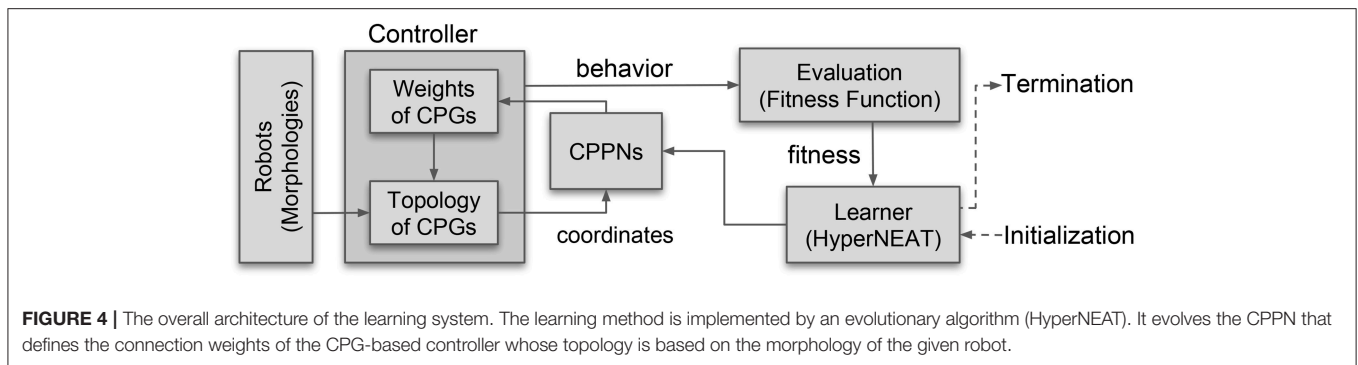 Controller
Robots
(Morphologies)
Weights
of CPGs
Topology
of CPGs
behavior
CPPNs
coordinates
Evaluation
(Fitness Function)
fitness
Learner
(HyperNEAT)
Termination
Initialization
FIGURE 4 | The overall architecture of the learning system. The learning method is implemented by an evolutionary algorithm (HyperNEAT). It evolves the CPPN that
defines the connection weights of the CPG-based controller whose topology is based on the morphology of the given robot.